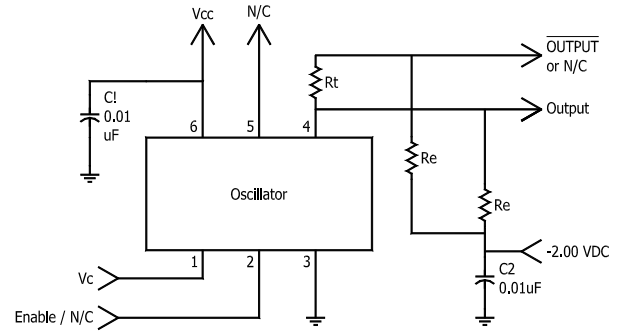 Vcc
N/C
OUTPUT
or N/C
Rt
C!
0.01
uF
Output
6
5
4
Re
Re
Oscillator
1
2
3
-2.00 VDC
Vc
C2
0.01uF
Enable / N/C